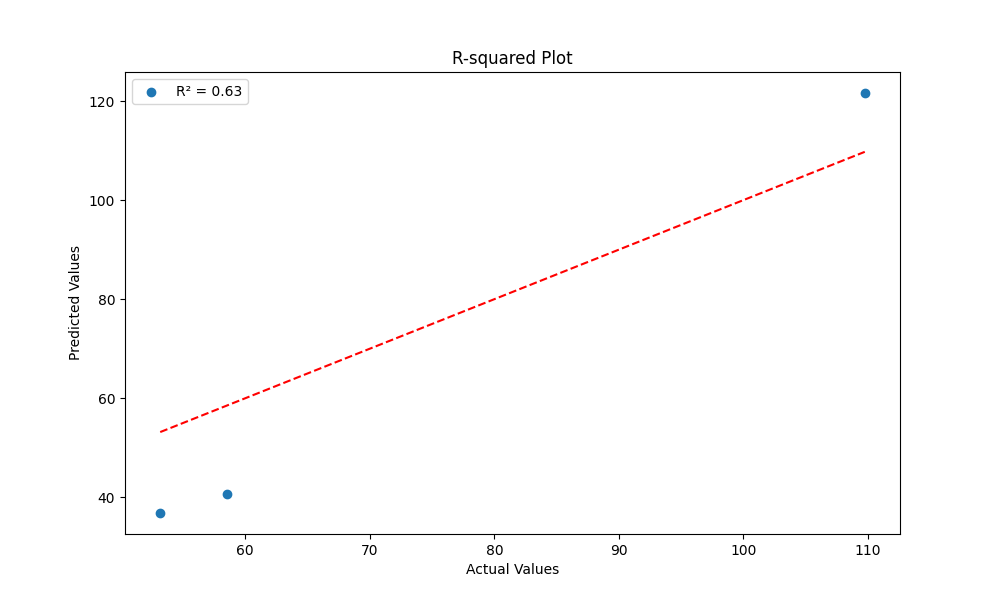 R-squared Plot
R² = 0.63
120
100
80
60
40
Predicted Values
60 70 80 90 100 110
Actual Values